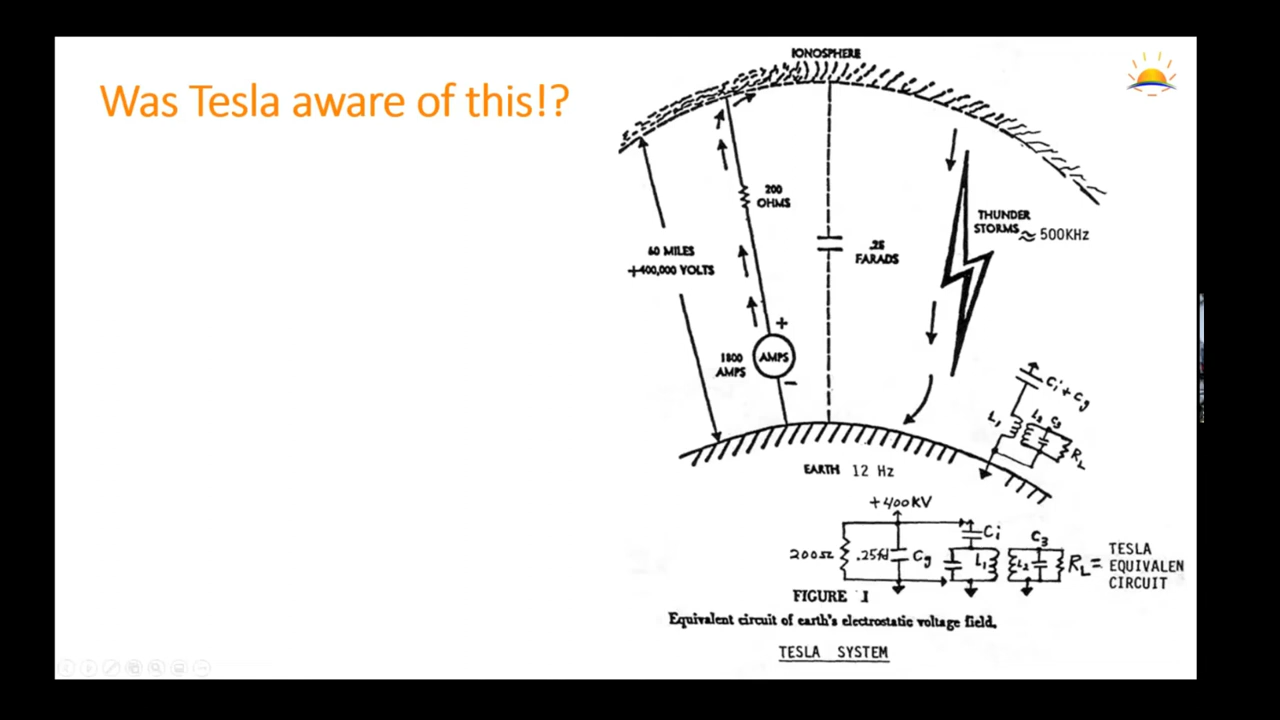 Was Tesla aware of this!?
IONOSPHERE
200
OHMS
60 MILES
+400,000 VOLTS
.25
FARADS
THUNDER
STORMS ≈ 500KHz
+
1800
AMPS
AMPS
−
Ci + Cg
L1 L2 C3
RL
EARTH 12 Hz
+400KV
200Ω .25fd Cg Ci L1 L2 C3 RL =
TESLA
EQUIVALEN
CIRCUIT
FIGURE 1
Equivalent circuit of earth's electrostatic voltage field.
TESLA SYSTEM